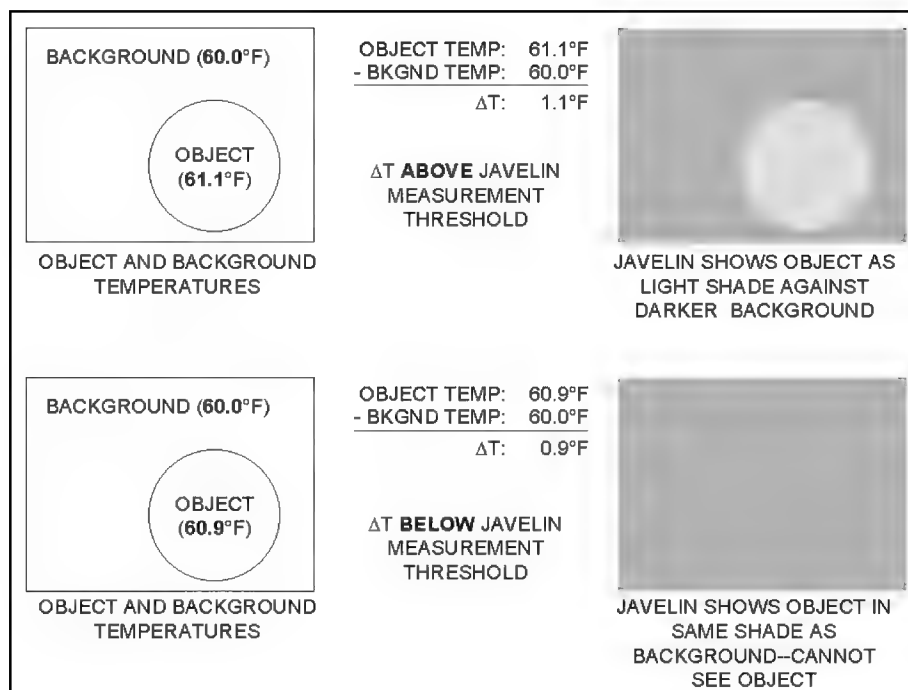 BACKGROUND (60.0°F)
OBJECT
(61.1°F)
OBJECT AND BACKGROUND
TEMPERATURES
OBJECT TEMP: 61.1°F
- BKGND TEMP: 60.0°F
ΔT: 1.1°F
ΔT ABOVE JAVELIN
MEASUREMENT
THRESHOLD
JAVELIN SHOWS OBJECT AS
LIGHT SHADE AGAINST
DARKER BACKGROUND
BACKGROUND (60.0°F)
OBJECT
(60.9°F)
OBJECT AND BACKGROUND
TEMPERATURES
OBJECT TEMP: 60.9°F
- BKGND TEMP: 60.0°F
ΔT: 0.9°F
ΔT BELOW JAVELIN
MEASUREMENT
THRESHOLD
JAVELIN SHOWS OBJECT IN
SAME SHADE AS
BACKGROUND--CANNOT
SEE OBJECT